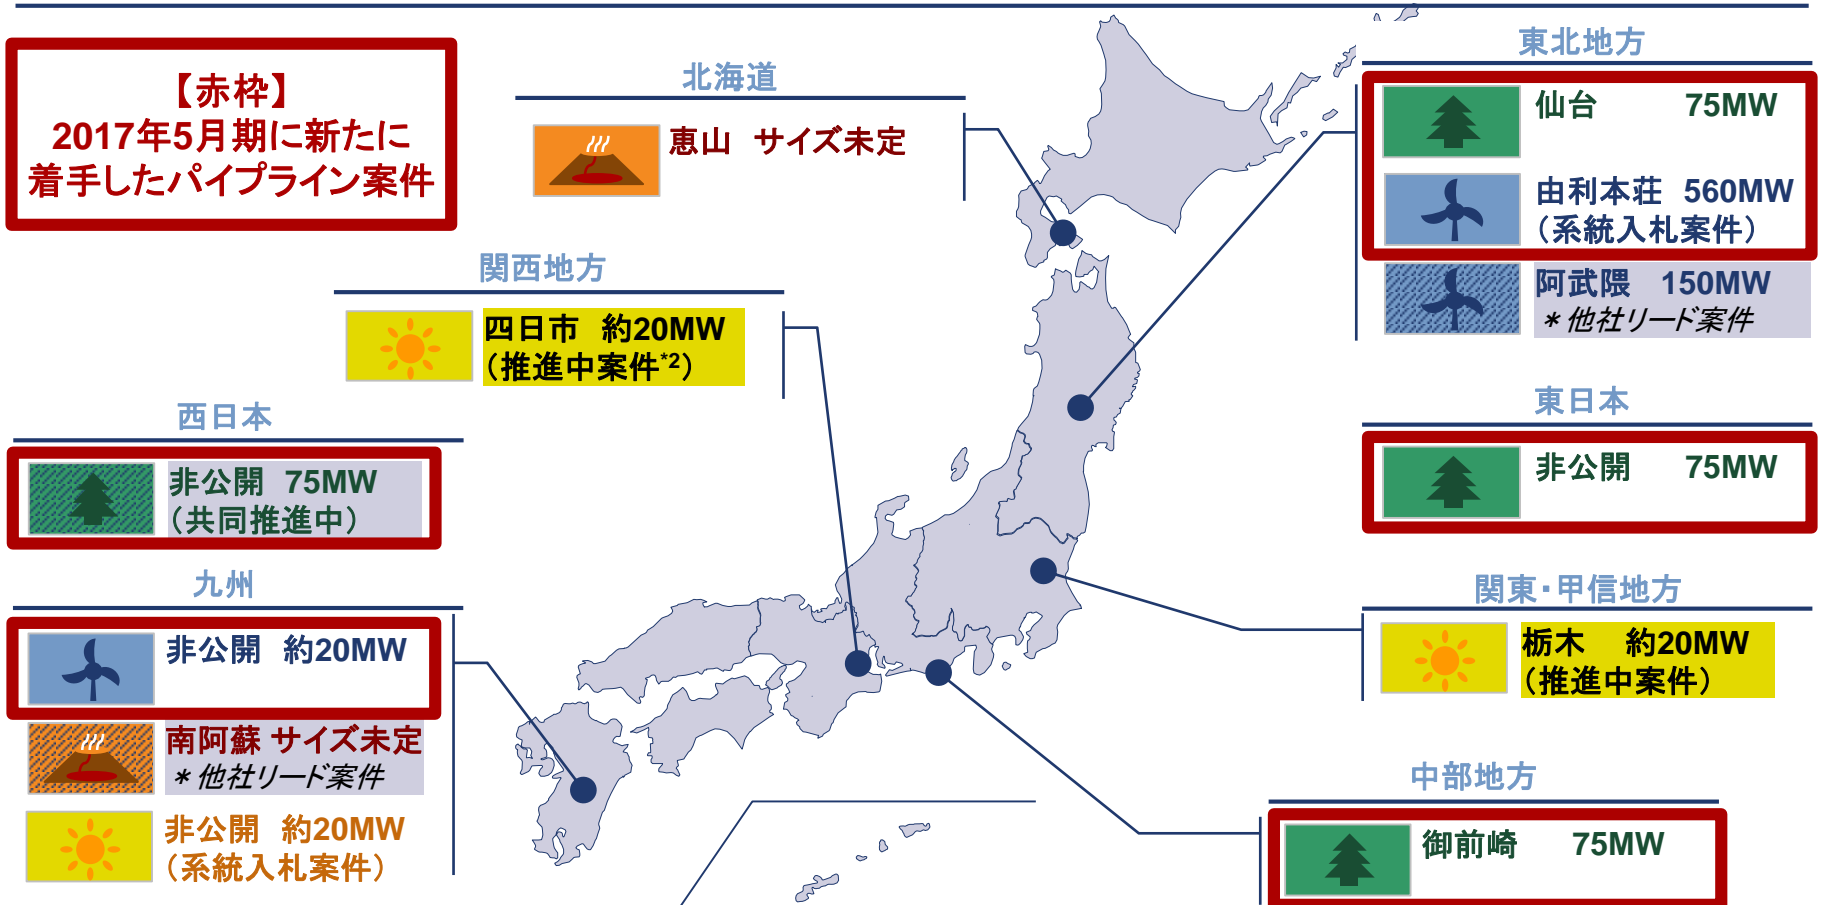 【赤枠】
2017年5月期に新たに
着手したパイプライン案件
北海道
恵山 サイズ未定
関西地方
四日市 約20MW
（推進中案件*2）
西日本
非公開 75MW
（共同推進中）
九州
非公開 約20MW
南阿蘇 サイズ未定
＊他社リード案件
非公開 約20MW
（系統入札案件）
東北地方
仙台 75MW
由利本荘 560MW
（系統入札案件）
阿武隈 150MW
＊他社リード案件
東日本
非公開 75MW
関東・甲信地方
栃木 約20MW
（推進中案件）
中部地方
御前崎 75MW